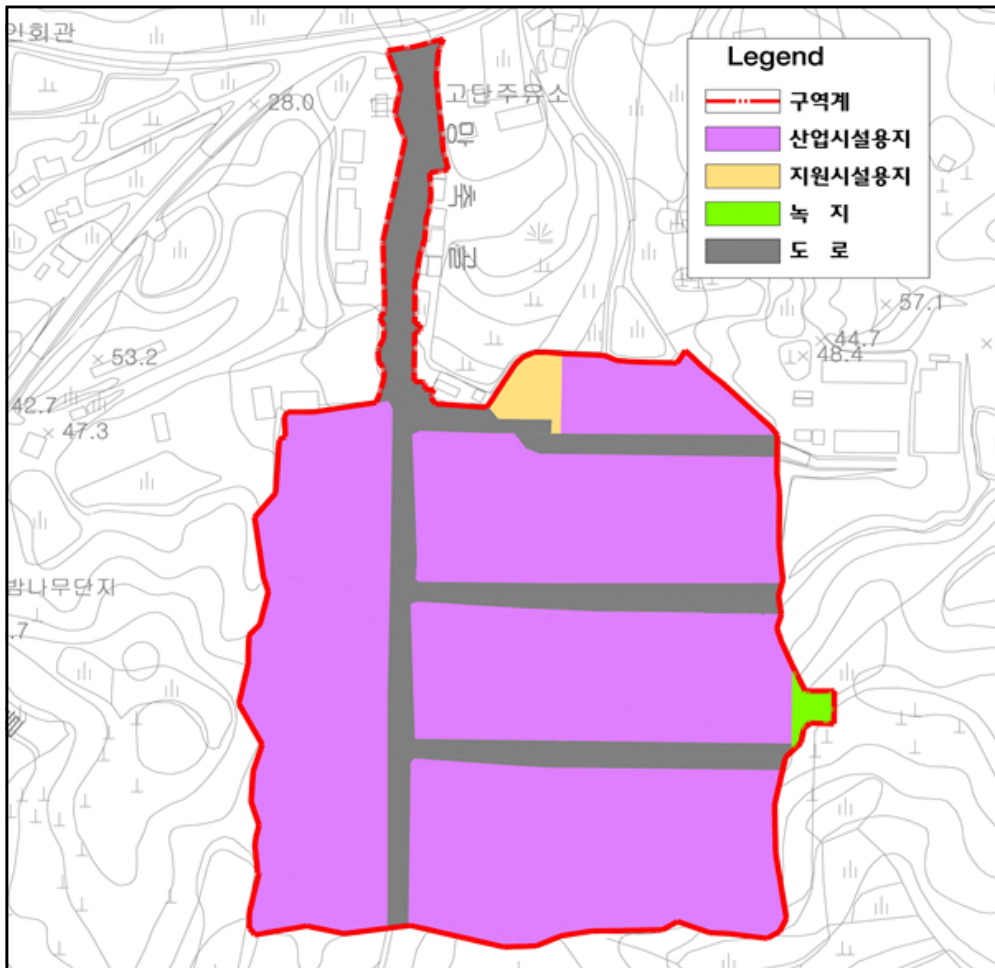 인회관
Legend
구역계
28.0
고단주유소
산업시설용지
지원시설용지
녹 지
도 로
57.1
44.7
48.4
53.2
42.7
47.3
밤나무단지
.7